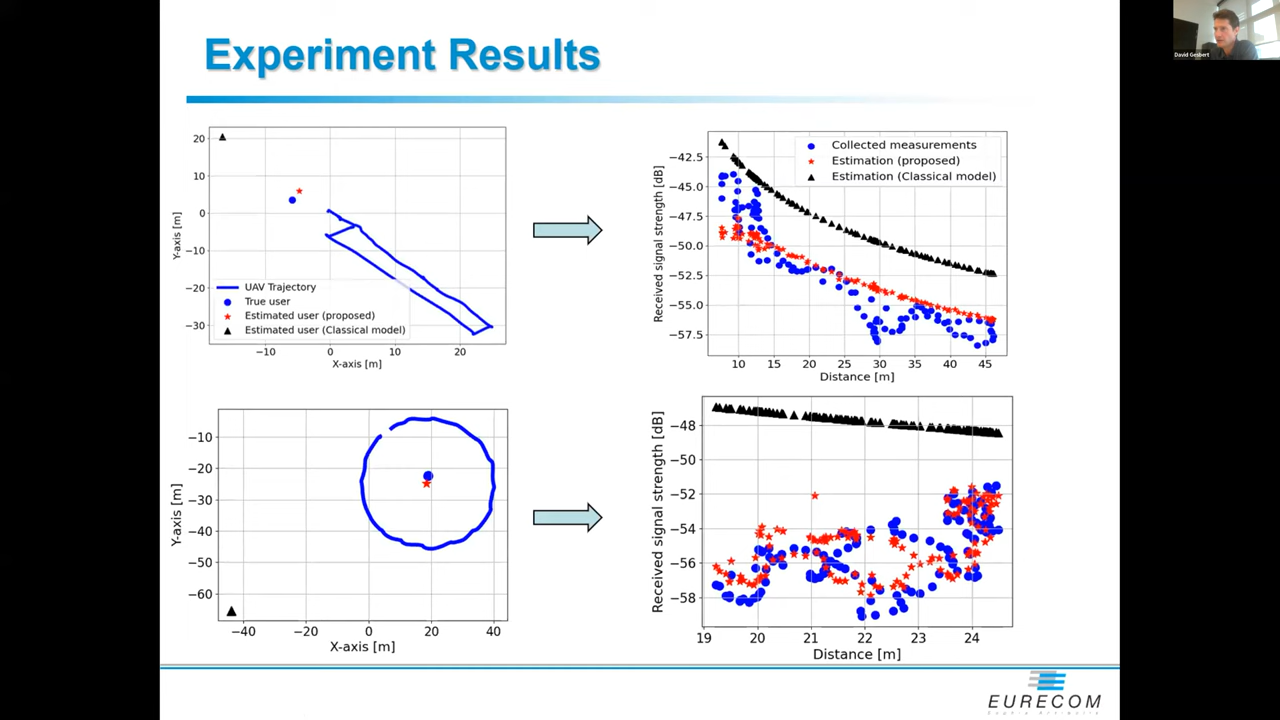 Experiment Results
David Gesbert
20
10
0
−10
−20
−30
Y-axis [m]
UAV Trajectory
True user
Estimated user (proposed)
Estimated user (Classical model)
−10
0
10
20
X-axis [m]
−42.5
−45.0
−47.5
−50.0
−52.5
−55.0
−57.5
Received signal strength [dB]
Collected measurements
Estimation (proposed)
Estimation (Classical model)
10
15
20
25
30
35
40
45
Distance [m]
−10
−20
−30
−40
−50
−60
Y-axis [m]
−40
−20
0
20
40
X-axis [m]
−48
−50
−52
−54
−56
−58
Received signal strength [dB]
19
20
21
22
23
24
Distance [m]
EURECOM